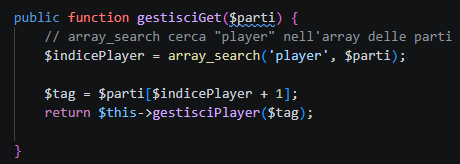 public function gestisciGet($parti) {
// array_search cerca "player" nell'array delle parti
$indicePlayer = array_search('player', $parti);
$tag = $parti[$indicePlayer + 1];
return $this->gestisciPlayer($tag);
}